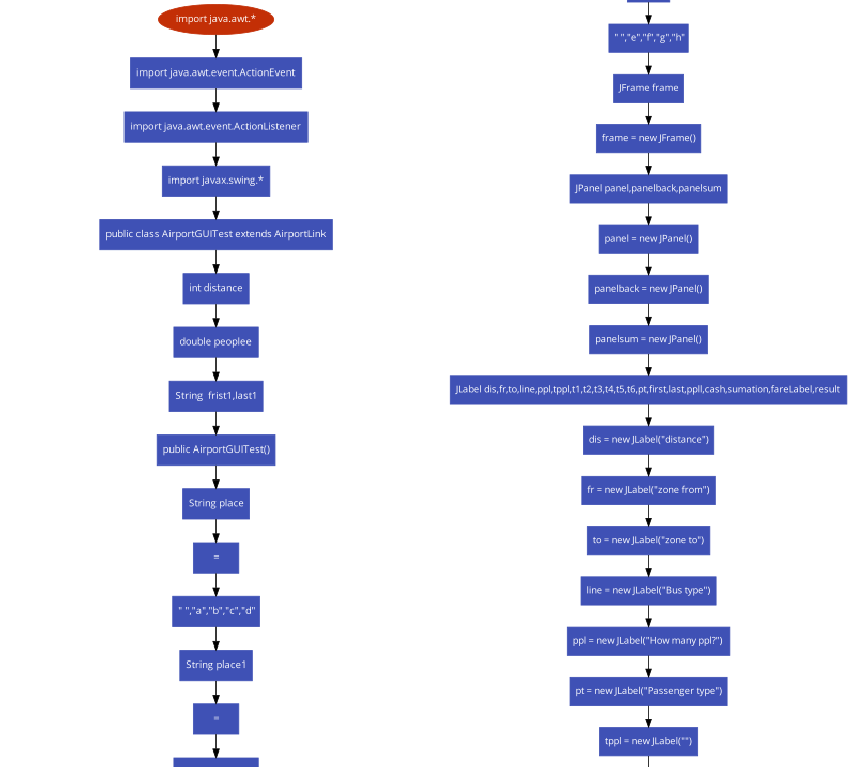 import java.awt.*
import java.awt.event.ActionEvent
import java.awt.event.ActionListener
import javax.swing.*
public class AirportGUITest extends AirportLink
int distance
double peoplee
String frist1,last1
public AirportGUITest()
String place
=
" ","a","b","c","d"
String place1
=
" ","e","f","g","h"
JFrame frame
frame = new JFrame()
JPanel panel,panelback,panelsum
panel = new JPanel()
panelback = new JPanel()
panelsum = new JPanel()
JLabel dis,fr,to,line,ppl,tppl,t1,t2,t3,t4,t5,t6,pt,first,last,ppll,cash,sumation,fareLabel,result
dis = new JLabel("distance")
fr = new JLabel("zone from")
to = new JLabel("zone to")
line = new JLabel("Bus type")
ppl = new JLabel("How many ppl?")
pt = new JLabel("Passenger type")
tppl = new JLabel("")